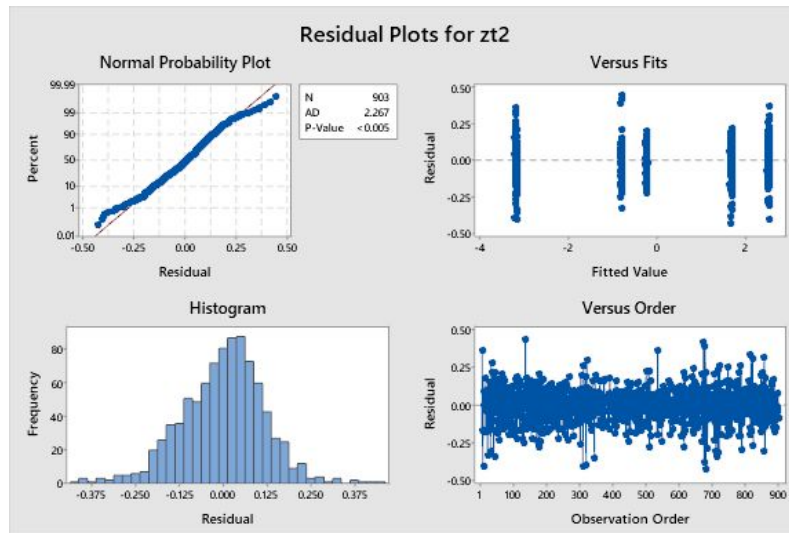 Residual Plots for zt2
Normal Probability Plot
99.99
99
90
50
10
1
0.01
Percent
-0.50 -0.25 0.00 0.25 0.50
Residual
N 903
AD 2.267
P-Value <0.005
Versus Fits
0.50
0.25
0.00
-0.25
-0.50
Residual
-4 -2 0 2
Fitted Value
Histogram
80
60
40
20
0
Frequency
-0.375 -0.250 -0.125 0.000 0.125 0.250 0.375
Residual
Versus Order
0.50
0.25
0.00
-0.25
-0.50
Residual
1 100 200 300 400 500 600 700 800 900
Observation Order